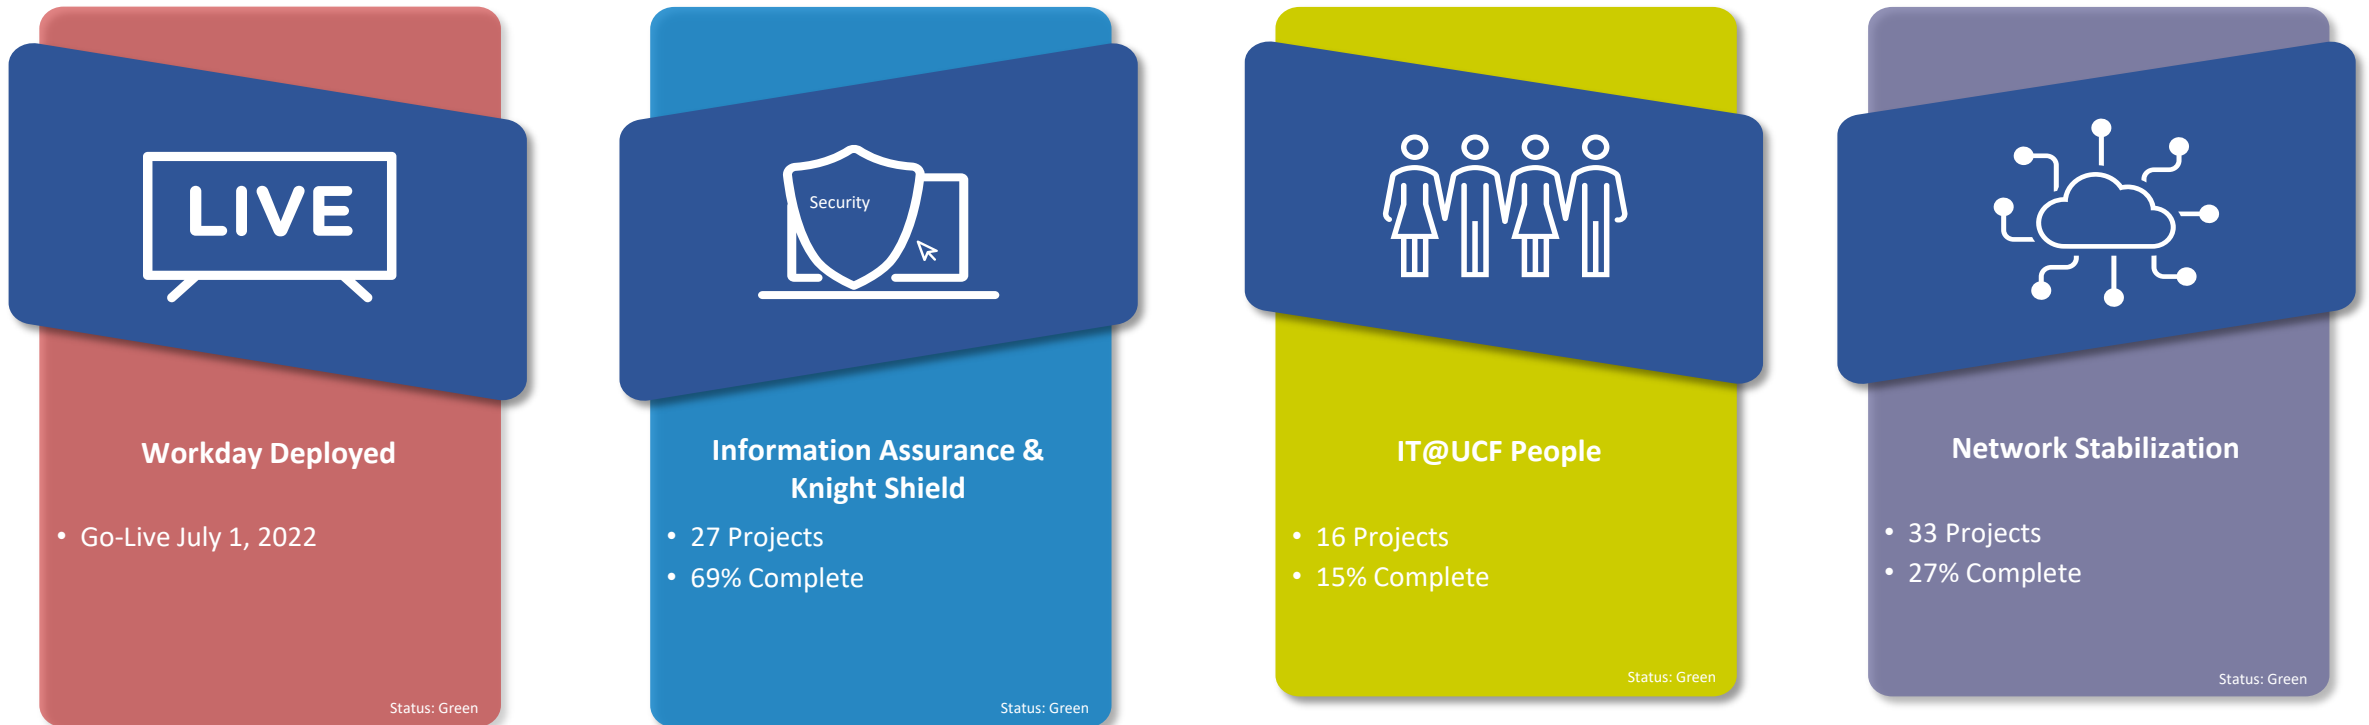 LIVE
Workday Deployed
• Go-Live July 1, 2022
Status: Green
Security
Information Assurance &
Knight Shield
• 27 Projects
• 69% Complete
Status: Green
IT@UCF People
• 16 Projects
• 15% Complete
Status: Green
Network Stabilization
• 33 Projects
• 27% Complete
Status: Green